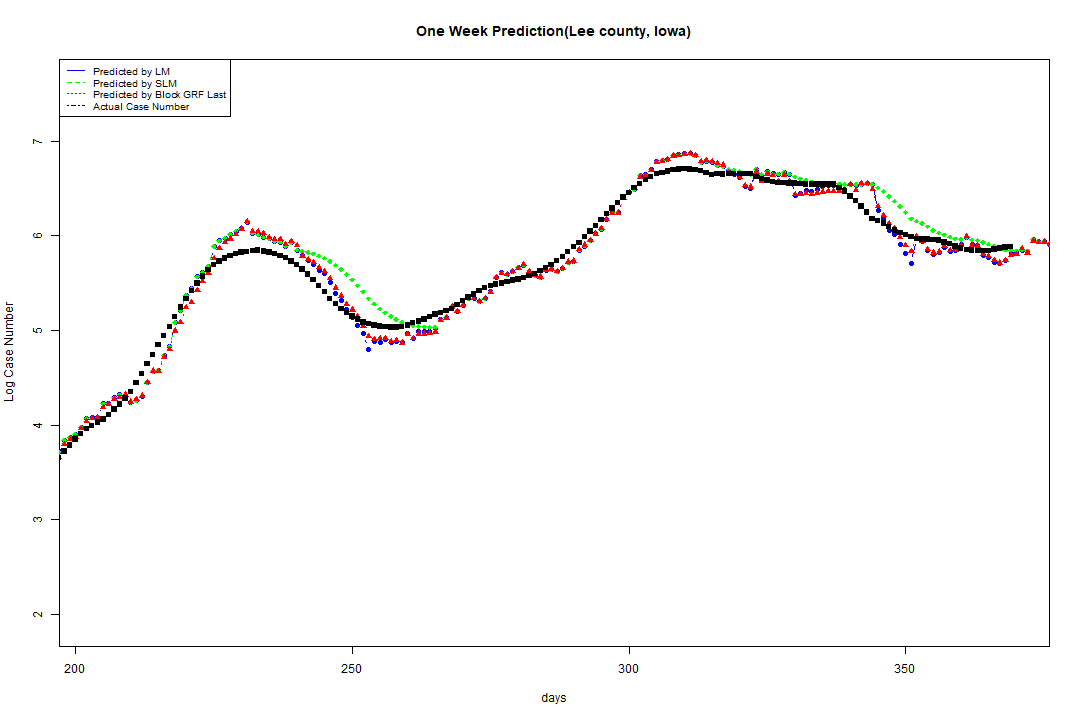 One Week Prediction(Lee county, Iowa)
Predicted by LM
Predicted by SLM
Predicted by Block GRF Last
Actual Case Number
7
6
5
4
3
2
Log Case Number
200 250 300 350
days